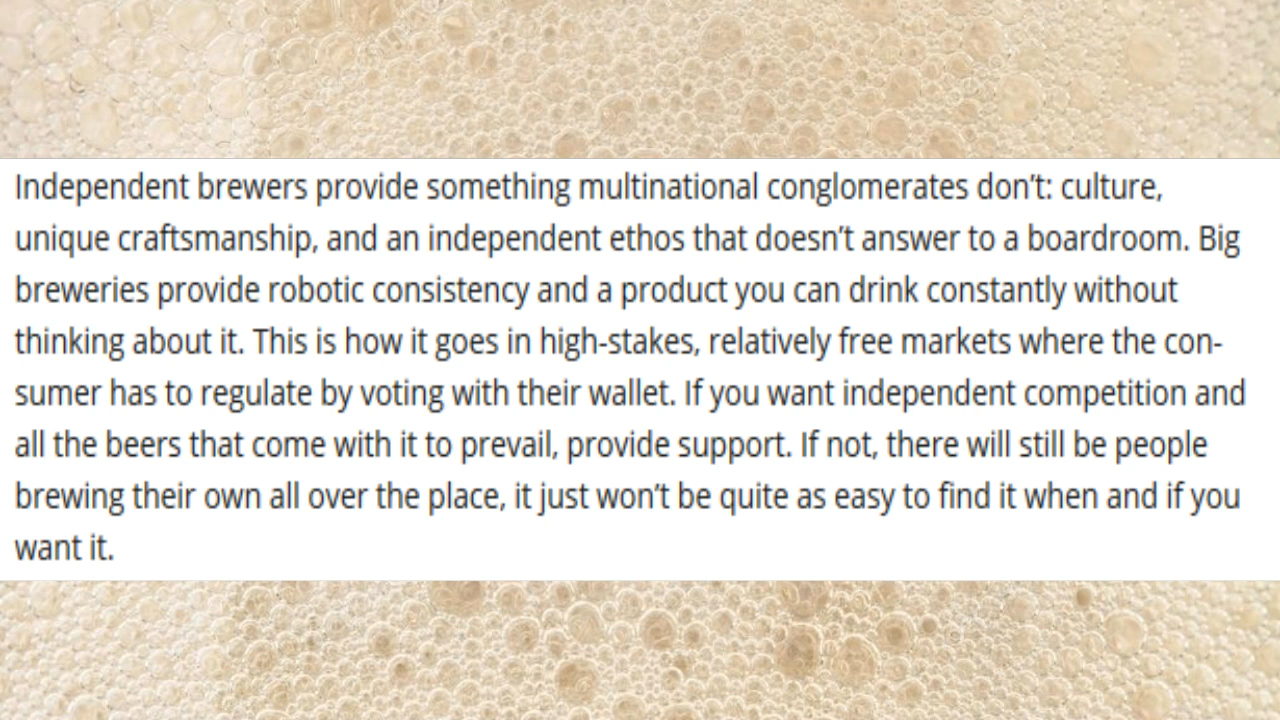 Independent brewers provide something multinational conglomerates don’t: culture,
unique craftsmanship, and an independent ethos that doesn’t answer to a boardroom. Big
breweries provide robotic consistency and a product you can drink constantly without
thinking about it. This is how it goes in high-stakes, relatively free markets where the con-
sumer has to regulate by voting with their wallet. If you want independent competition and
all the beers that come with it to prevail, provide support. If not, there will still be people
brewing their own all over the place, it just won’t be quite as easy to find it when and if you
want it.